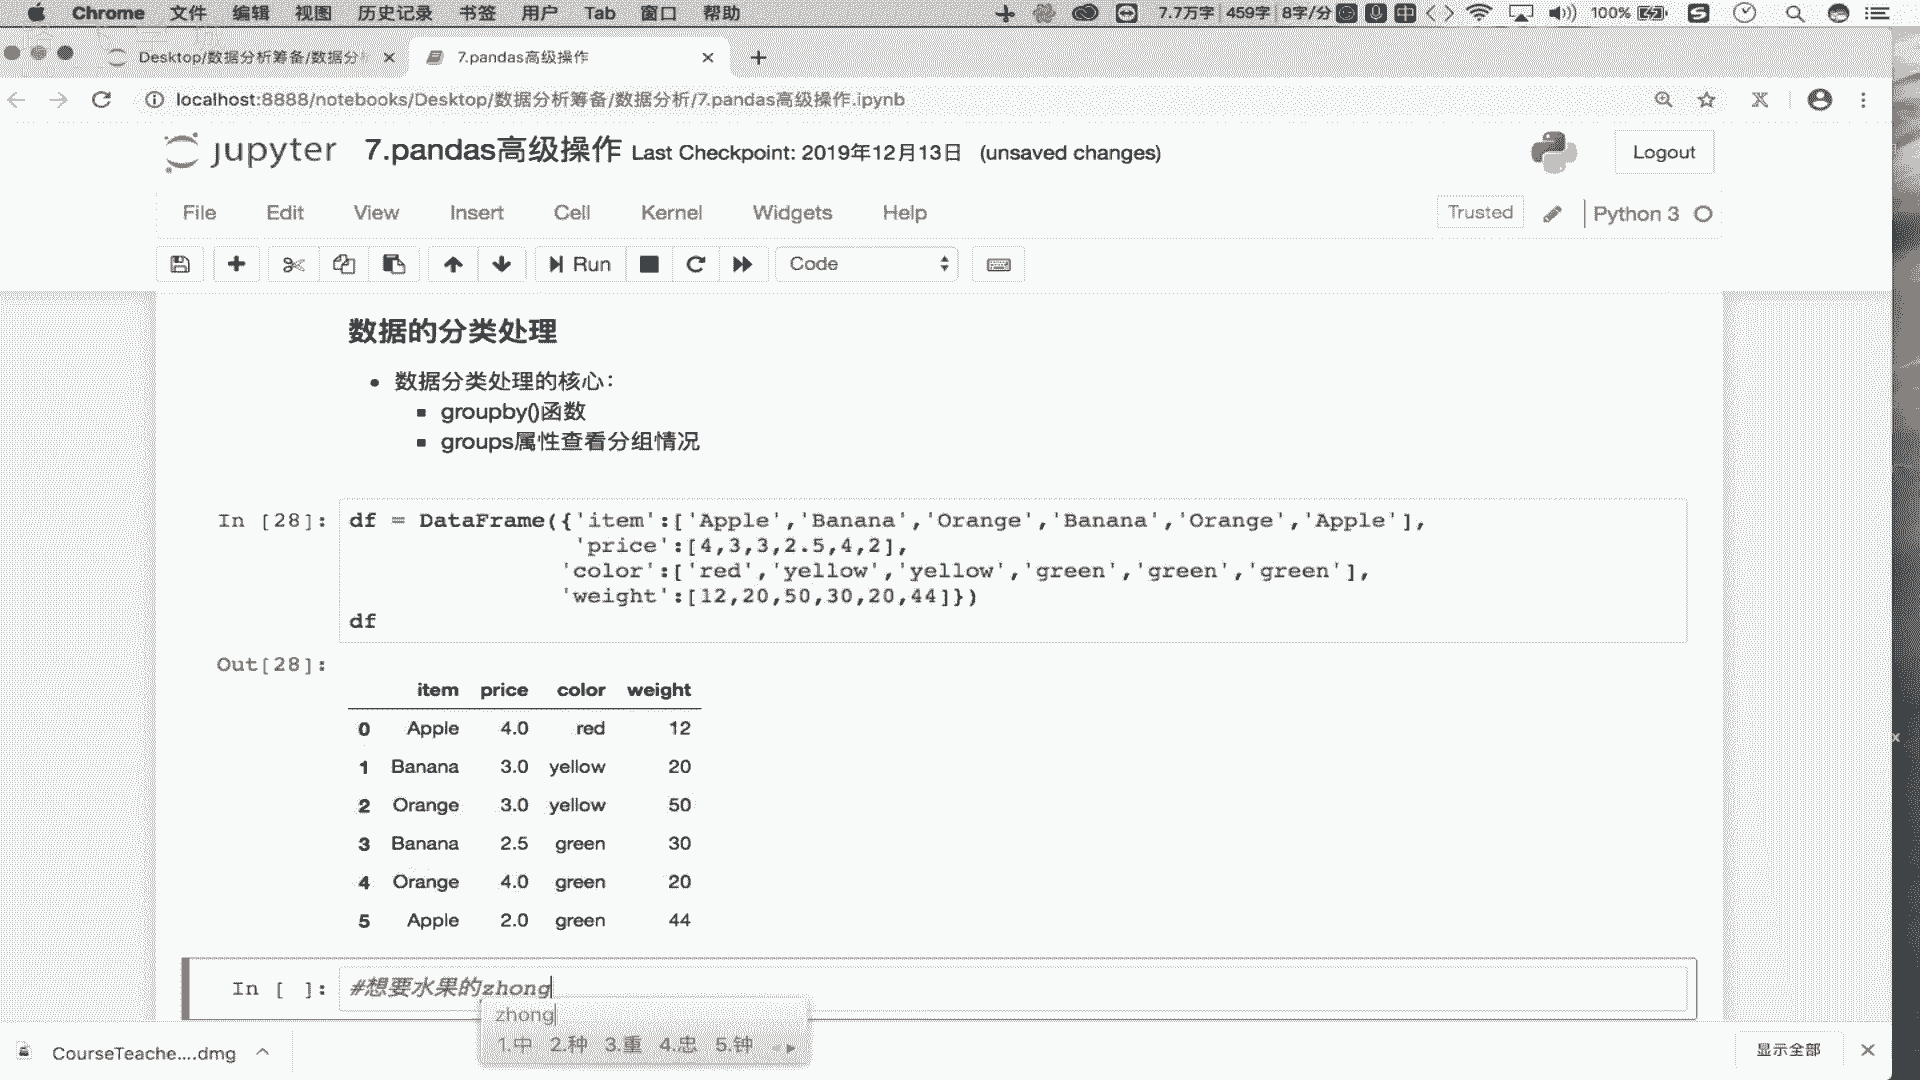 Chrome 文件 编辑 视图 历史记录 书签 用户 Tab 窗口 帮助 7.7万字 459字 8字/分 中 100%
Desktop/数据分析筹备/数据分 7.pandas高级操作
localhost:8888/notebooks/Desktop/数据分析筹备/数据分析/7.pandas高级操作.ipynb
jupyter 7.pandas高级操作 Last Checkpoint: 2019年12月13日 (unsaved changes) Logout
File Edit View Insert Cell Kernel Widgets Help Trusted Python 3
Run Code
数据的分类处理
数据分类处理的核心：
groupby()函数
groups属性查看分组情况
In [28]: df = DataFrame({'item':['Apple','Banana','Orange','Banana','Orange','Apple'],
'price':[4,3,3,2.5,4,2],
'color':['red','yellow','yellow','green','green','green'],
'weight':[12,20,50,30,20,44]})
df
Out[28]:
item price color weight
0 Apple 4.0 red 12
1 Banana 3.0 yellow 20
2 Orange 3.0 yellow 50
3 Banana 2.5 green 30
4 Orange 4.0 green 20
5 Apple 2.0 green 44
In [ ]: #想要水果的zhong
zhong
1.中 2.种 3.重 4.忠 5.钟
CourseTeache....dmg 显示全部